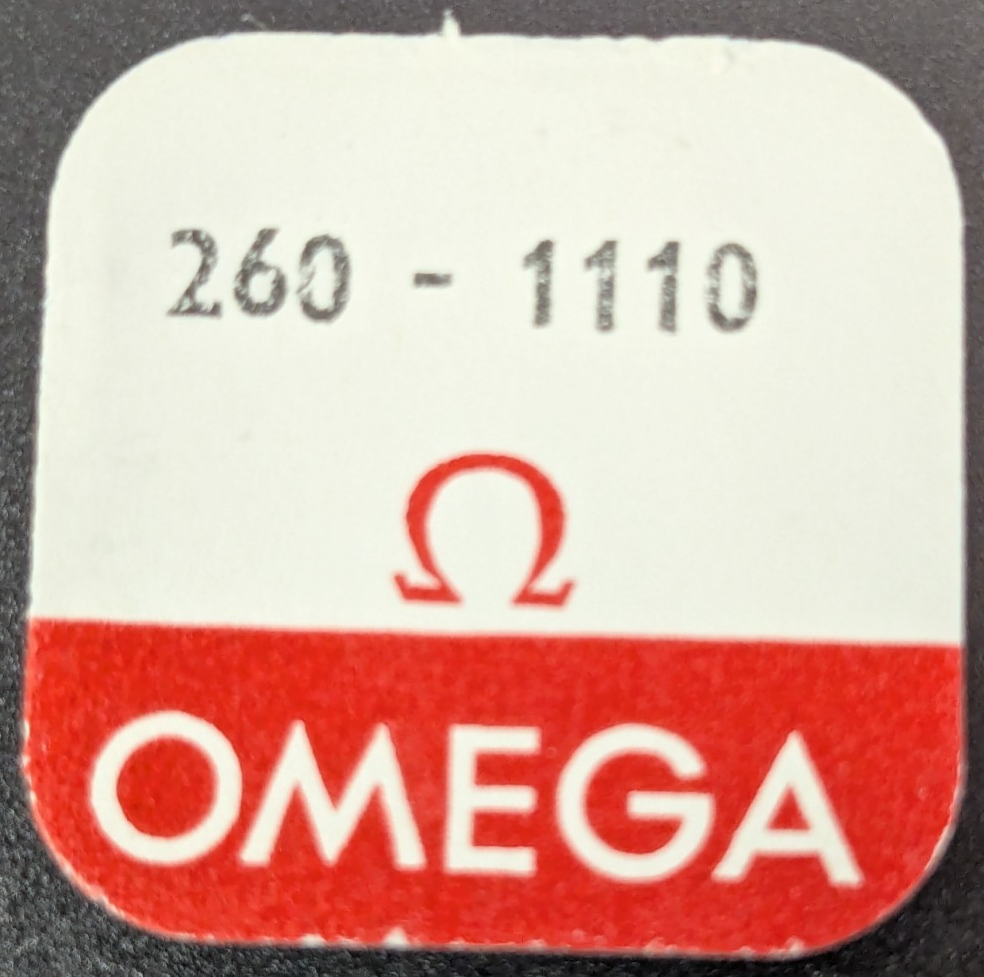 260 - 1110
Ω
OMEGA